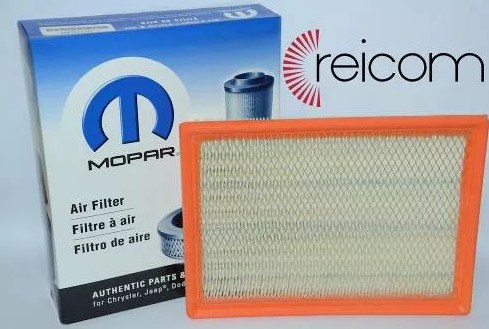 reicom
MOPAR
Air Filter
Filtre à air
Filtro de aire
AUTHENTIC PARTS &
for Chrysler, Jeep®, Dod